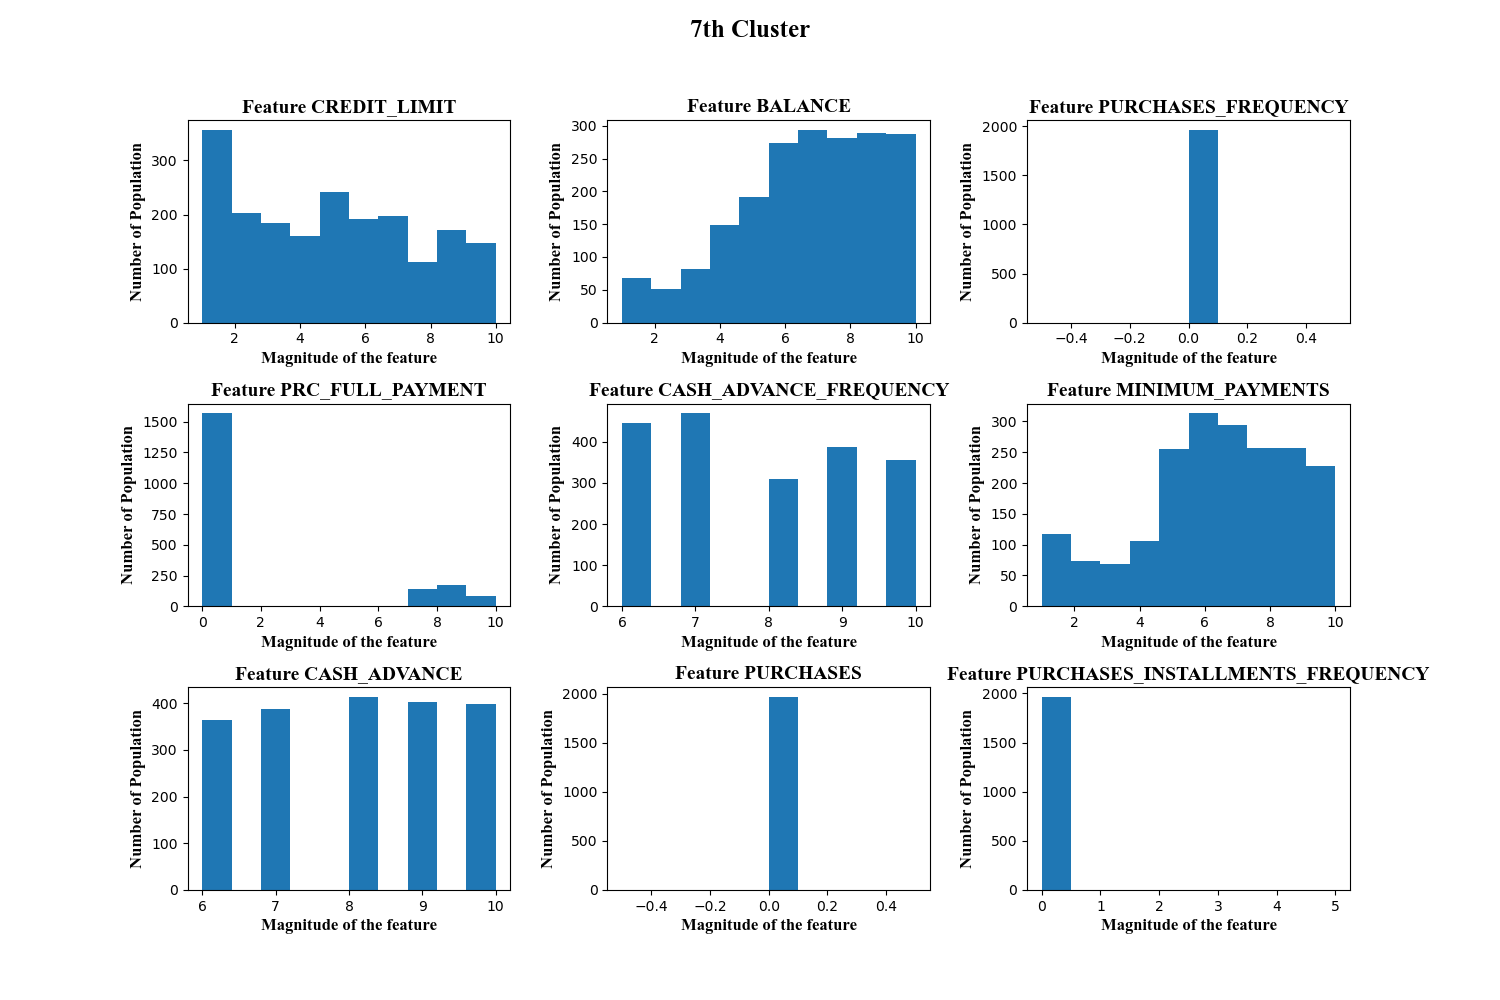 7th Cluster
Feature CREDIT_LIMIT
Number of Population
300
200
100
0
2 4 6 8 10
Magnitude of the feature
Feature BALANCE
Number of Population
300
250
200
150
100
50
0
2 4 6 8 10
Magnitude of the feature
Feature PURCHASES_FREQUENCY
Number of Population
2000
1500
1000
500
0
−0.4 −0.2 0.0 0.2 0.4
Magnitude of the feature
Feature PRC_FULL_PAYMENT
Number of Population
1500
1250
1000
750
500
250
0
0 2 4 6 8 10
Magnitude of the feature
Feature CASH_ADVANCE_FREQUENCY
Number of Population
400
300
200
100
0
6 7 8 9 10
Magnitude of the feature
Feature MINIMUM_PAYMENTS
Number of Population
300
250
200
150
100
50
0
2 4 6 8 10
Magnitude of the feature
Feature CASH_ADVANCE
Number of Population
400
300
200
100
0
6 7 8 9 10
Magnitude of the feature
Feature PURCHASES
Number of Population
2000
1500
1000
500
0
−0.4 −0.2 0.0 0.2 0.4
Magnitude of the feature
Feature PURCHASES_INSTALLMENTS_FREQUENCY
Number of Population
2000
1500
1000
500
0
0 1 2 3 4 5
Magnitude of the feature